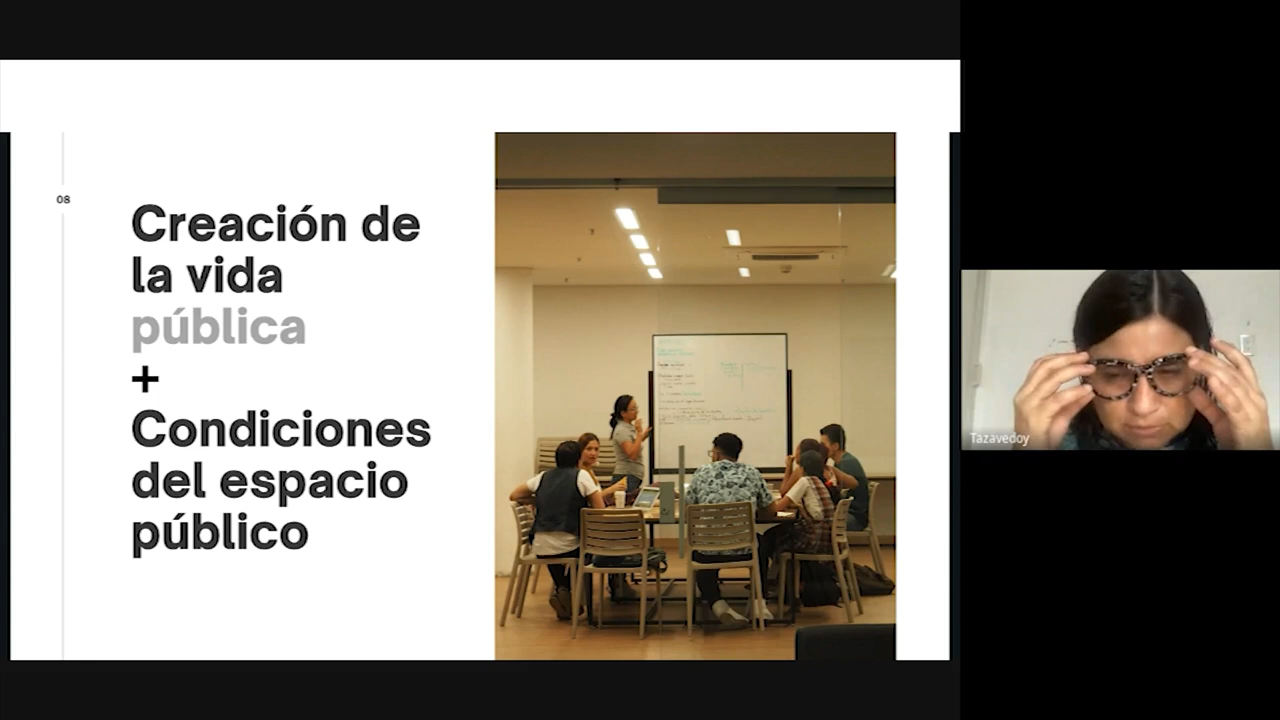 08
Creación de
la vida
pública
+
Condiciones
del espacio
público
Tazavedoy